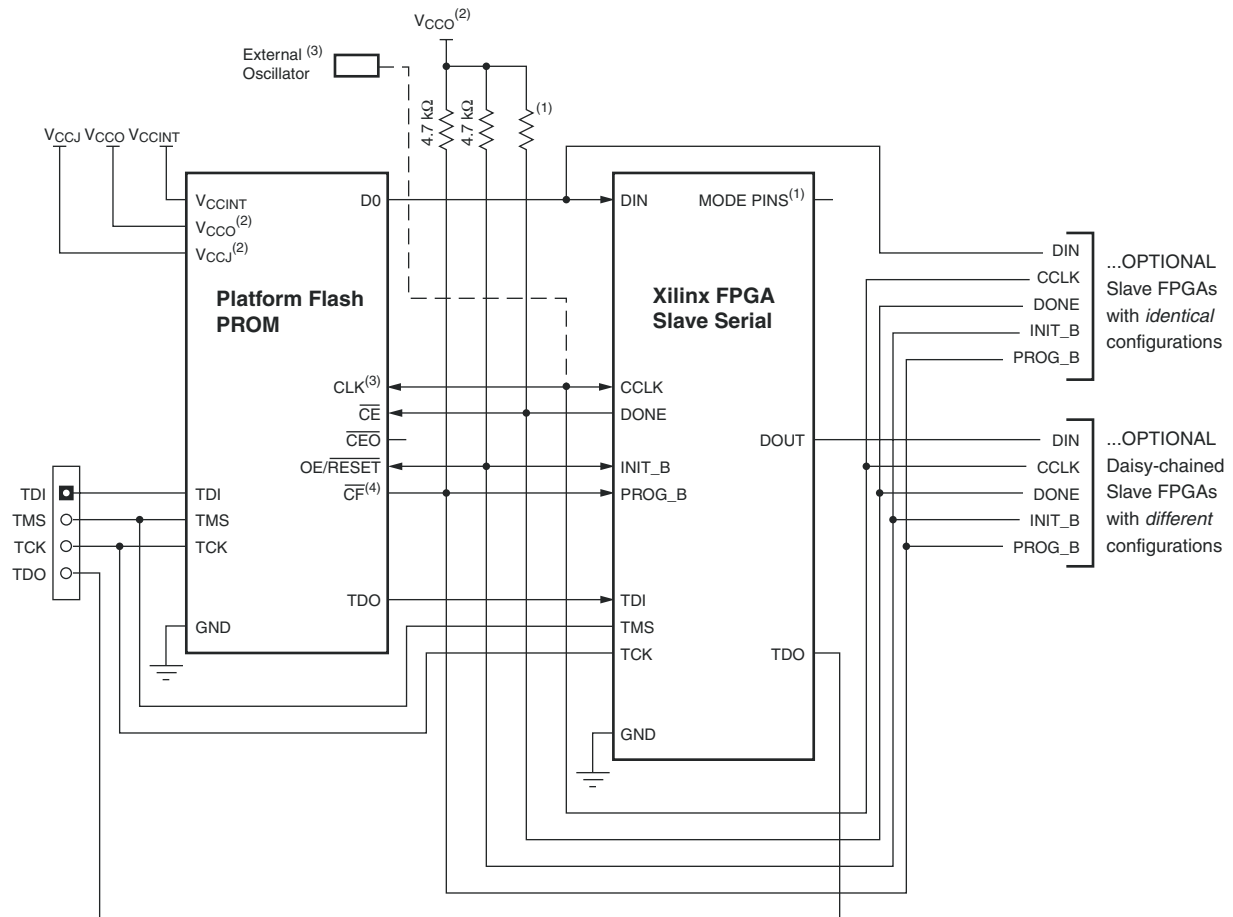 VCCO(2)
External (3)
Oscillator
4.7 kΩ
4.7 kΩ
(1)
VCCJ VCCO VCCINT
VCCINT
VCCO(2)
VCCJ(2)
D0
Platform Flash
PROM
CLK(3)
CE
CEO
OE/RESET
CF(4)
TDI
TMS
TCK
TDO
GND
TDI
TMS
TCK
TDO
DIN
MODE PINS(1)
Xilinx FPGA
Slave Serial
CCLK
DONE
DOUT
INIT_B
PROG_B
TDI
TMS
TCK
TDO
GND
DIN
CCLK
DONE
INIT_B
PROG_B
...OPTIONAL
Slave FPGAs
with identical
configurations
DIN
CCLK
DONE
INIT_B
PROG_B
...OPTIONAL
Daisy-chained
Slave FPGAs
with different
configurations